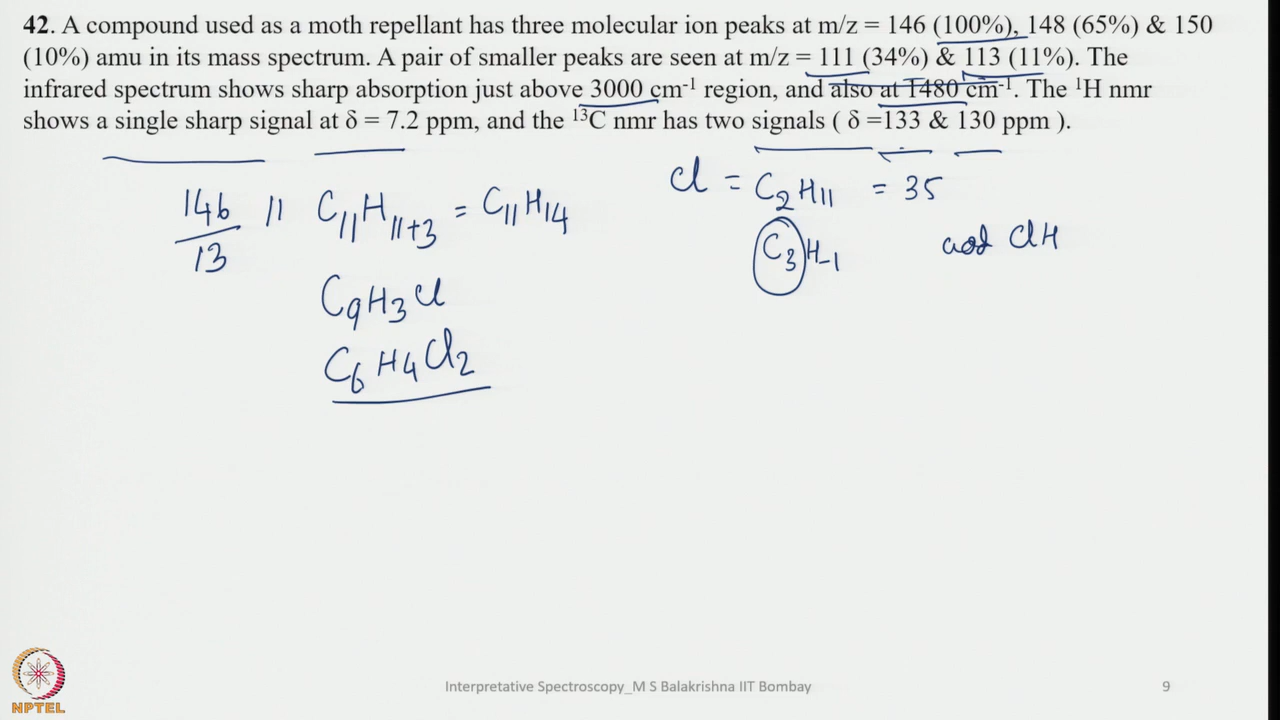 42. A compound used as a moth repellant has three molecular ion peaks at m/z = 146 (100%), 148 (65%) & 150
(10%) amu in its mass spectrum. A pair of smaller peaks are seen at m/z = 111 (34%) & 113 (11%). The
infrared spectrum shows sharp absorption just above 3000 cm⁻¹ region, and also at 1480 cm⁻¹. The ¹H nmr
shows a single sharp signal at δ = 7.2 ppm, and the ¹³C nmr has two signals ( δ =133 & 130 ppm ).
146/13 11 C₁₁H₁₁₊₃ = C₁₁H₁₄
C₉H₃Cl
C₆H₄Cl₂
Cl = C₂H₁₁ = 35
C₃H₋₁ add ClH
Interpretative Spectroscopy_M S Balakrishna IIT Bombay
9
NPTEL